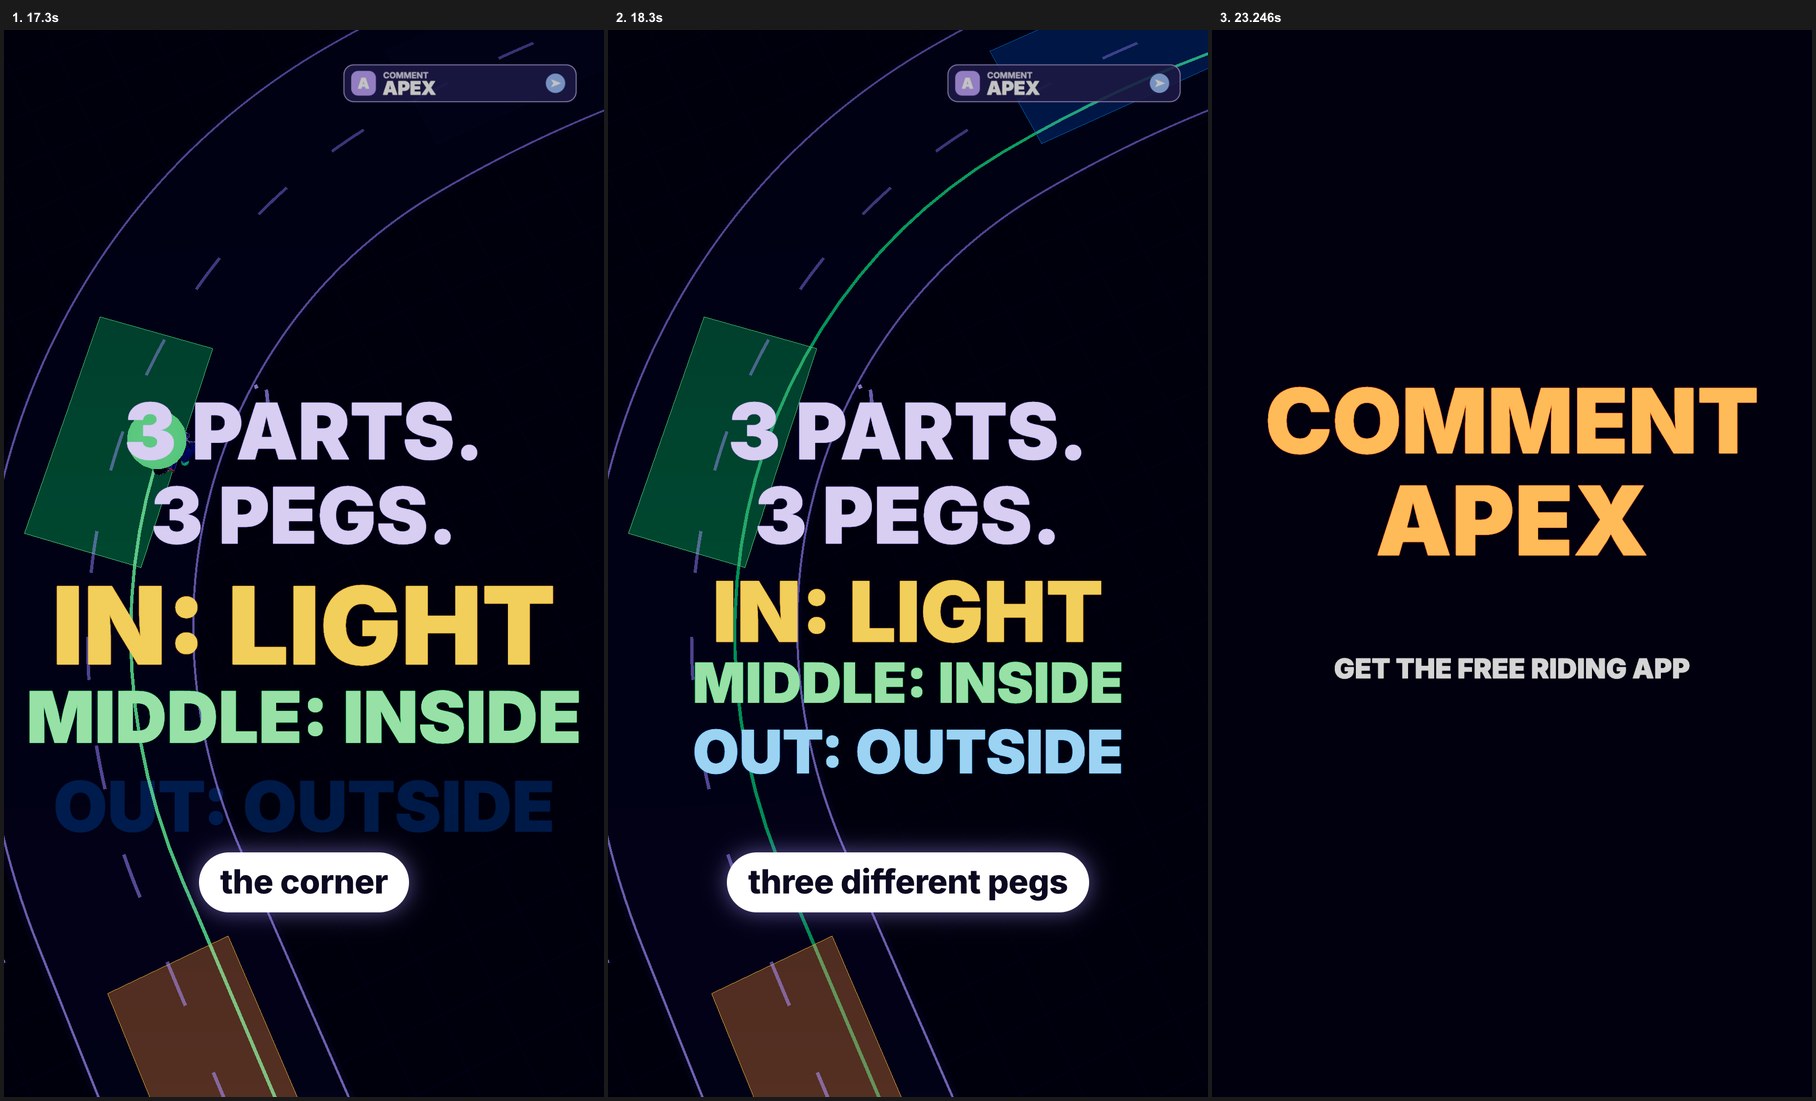 1. 17.3s
COMMENT
A APEX
3 PARTS.
3 PEGS.
IN: LIGHT
MIDDLE: INSIDE
OUT: OUTSIDE
the corner
2. 18.3s
COMMENT
A APEX
3 PARTS.
3 PEGS.
IN: LIGHT
MIDDLE: INSIDE
OUT: OUTSIDE
three different pegs
3. 23.246s
COMMENT
APEX
GET THE FREE RIDING APP